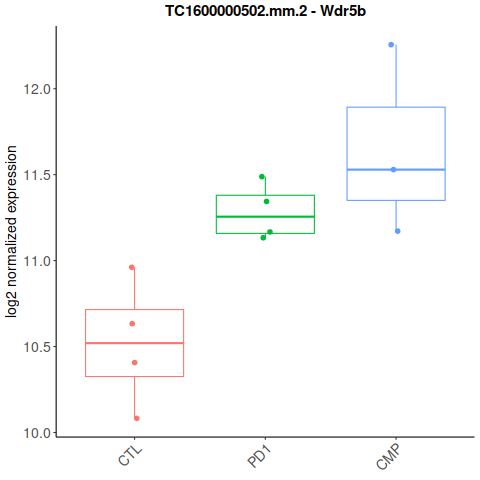 TC1600000502.mm.2 - Wdr5b
log2 normalized expression
12.0
11.5
11.0
10.5
10.0
CTL
PD1
CMP